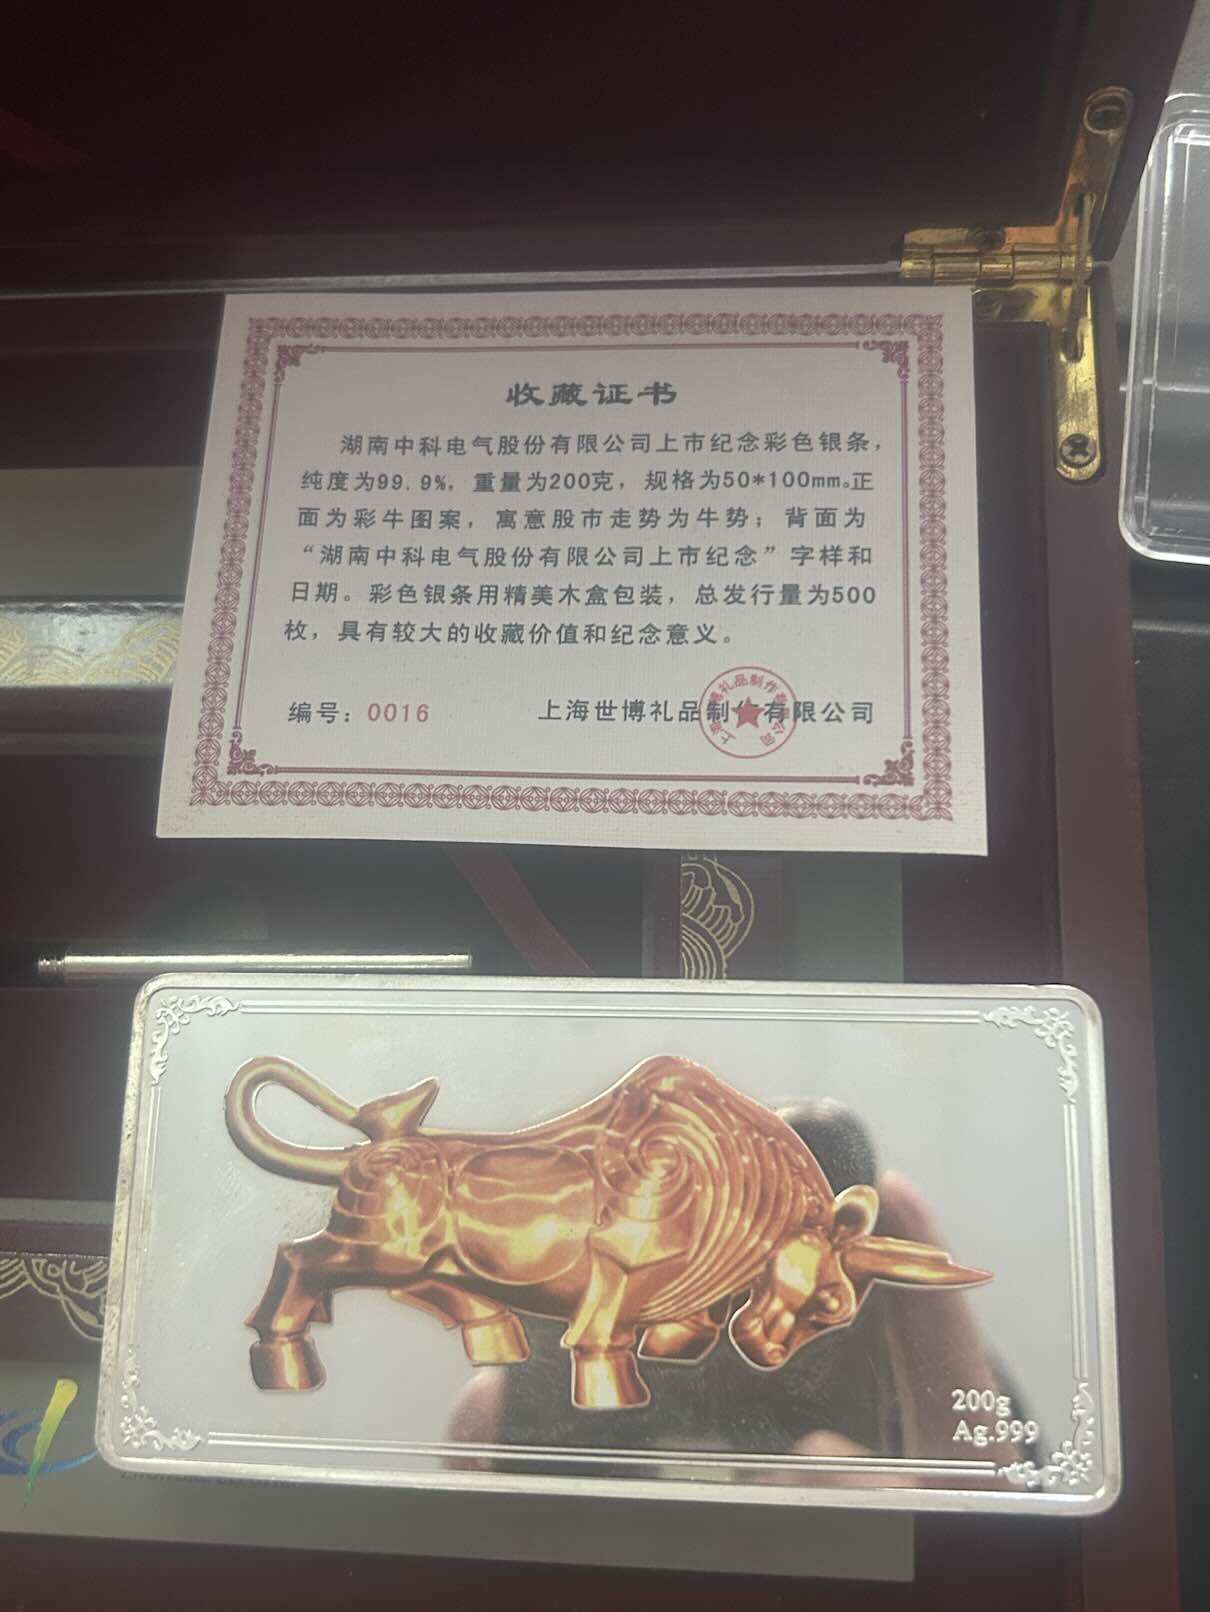 收藏证书
湖南中科电气股份有限公司上市纪念彩色银条，
纯度为99.9%，重量为200克，规格为50*100mm。正
面为彩牛图案，寓意股市走势为牛势；背面为
“湖南中科电气股份有限公司上市纪念”字样和
日期。彩色银条用精美木盒包装，总发行量为500
枚，具有较大的收藏价值和纪念意义。
编号：0016 上海世博礼品制作有限公司
200g
Ag.999